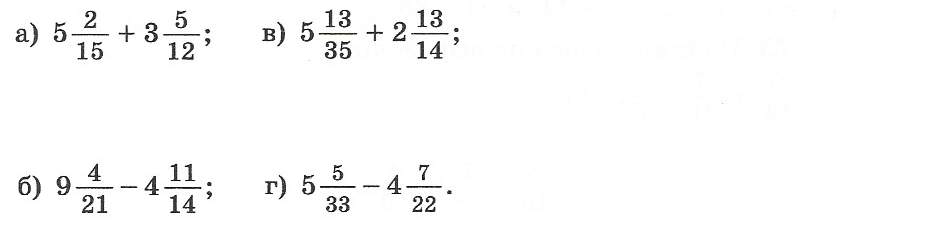 а) 5 2/15 + 3 5/12; в) 5 13/35 + 2 13/14;
б) 9 4/21 − 4 11/14; г) 5 5/33 − 4 7/22.